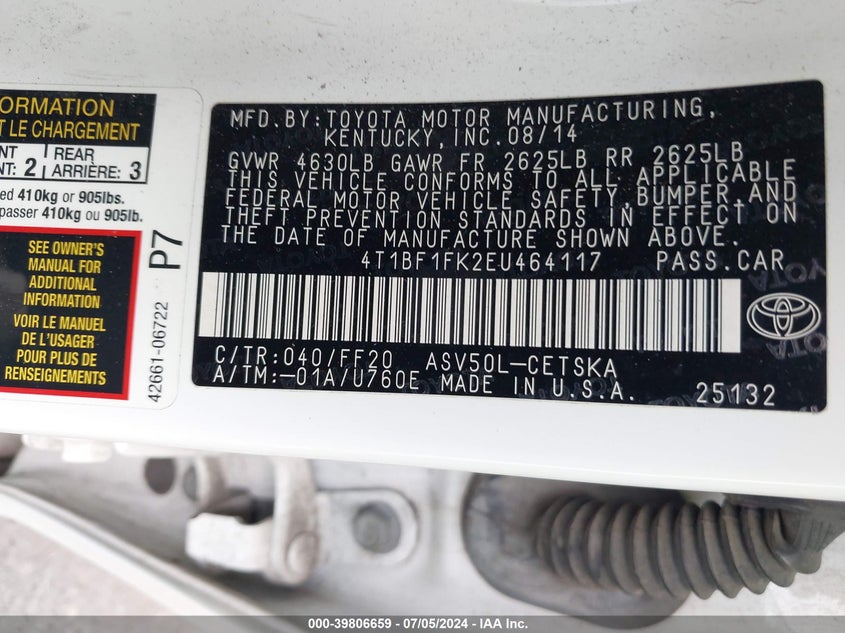 ORMATION
T LE CHARGEMENT
NT
NT: 2
REAR
ARRIÈRE: 3
ed 410kg or 905lbs.
passer 410kg ou 905lb.
SEE OWNER'S
MANUAL FOR
ADDITIONAL
INFORMATION
VOIR LE MANUEL
DE L'USAGER
POUR PLUS DE
RENSEIGNEMENTS
P7
42661-06722
MFD.BY:TOYOTA MOTOR MANUFACTURING,
KENTUCKY,INC.08/14
GVWR 4630LB GAWR FR 2625LB RR 2625LB
THIS VEHICLE CONFORMS TO ALL APPLICABLE
FEDERAL MOTOR VEHICLE SAFETY,BUMPER,AND
THEFT PREVENTION STANDARDS IN EFFECT ON
THE DATE OF MANUFACTURE SHOWN ABOVE.
4T1BF1FK2EU464117 PASS.CAR
C/TR:040/FF20 ASV50L-CETSKA
A/TM:-01A/U760E MADE IN U.S.A. 25132
000-39806659 / 07/05/2024 - IAA Inc.